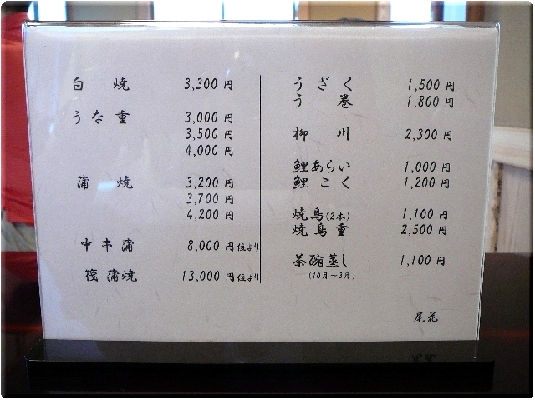 白焼 3,300円
うな重 3,000円
3,500円
4,000円
蒲焼 3,200円
3,700円
4,200円
中串蒲 8,000円位より
筏蒲焼 13,000円位より
うざく 1,500円
う巻 1,800円
柳川 2,300円
鯉あらい 1,000円
鯉こく 1,200円
焼鳥(2本) 1,100円
焼鳥重 2,500円
茶碗蒸し 1,100円
(10月~3月)
尾花